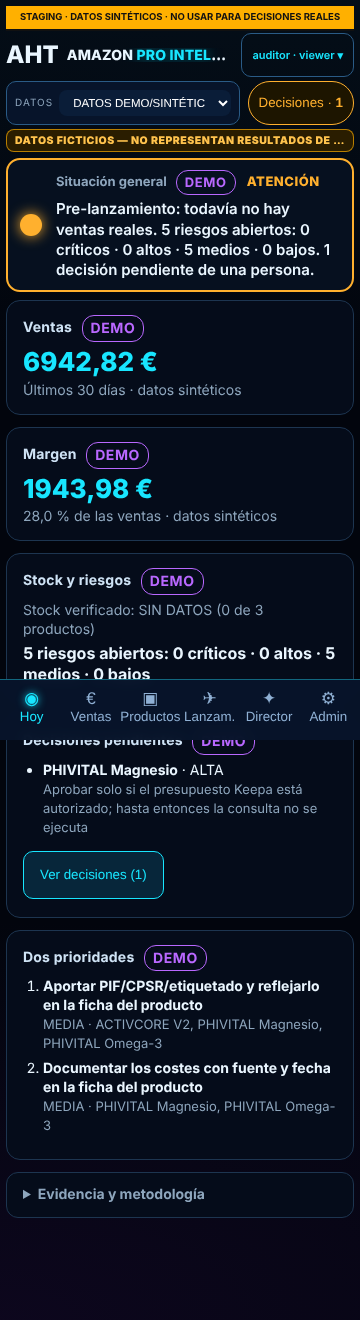 STAGING · DATOS SINTÉTICOS · NO USAR PARA DECISIONES REALES
AHT AMAZON PRO INTEL...
auditor · viewer ▾
DATOS DATOS DEMO/SINTÉTIC
Decisiones · 1
DATOS FICTICIOS — NO REPRESENTAN RESULTADOS DE ...
Situación general DEMO ATENCIÓN
Pre-lanzamiento: todavía no hay
ventas reales. 5 riesgos abiertos: 0
críticos · 0 altos · 5 medios · 0 bajos. 1
decisión pendiente de una persona.
Ventas DEMO
6942,82 €
Últimos 30 días · datos sintéticos
Margen DEMO
1943,98 €
28,0 % de las ventas · datos sintéticos
Stock y riesgos DEMO
Stock verificado: SIN DATOS (0 de 3
productos)
5 riesgos abiertos: 0 críticos · 0 altos · 5
medios · 0 bajos
Hoy
€ Ventas
Productos
Lanzam.
Director
Admin
Decisiones pendientes DEMO
• PHIVITAL Magnesio · ALTA
Aprobar solo si el presupuesto Keepa está
autorizado; hasta entonces la consulta no se
ejecuta
Ver decisiones (1)
Dos prioridades DEMO
1. Aportar PIF/CPSR/etiquetado y reflejarlo
en la ficha del producto
MEDIA · ACTIVCORE V2, PHIVITAL Magnesio,
PHIVITAL Omega-3
2. Documentar los costes con fuente y fecha
en la ficha del producto
MEDIA · PHIVITAL Magnesio, PHIVITAL Omega-
3
▶ Evidencia y metodología